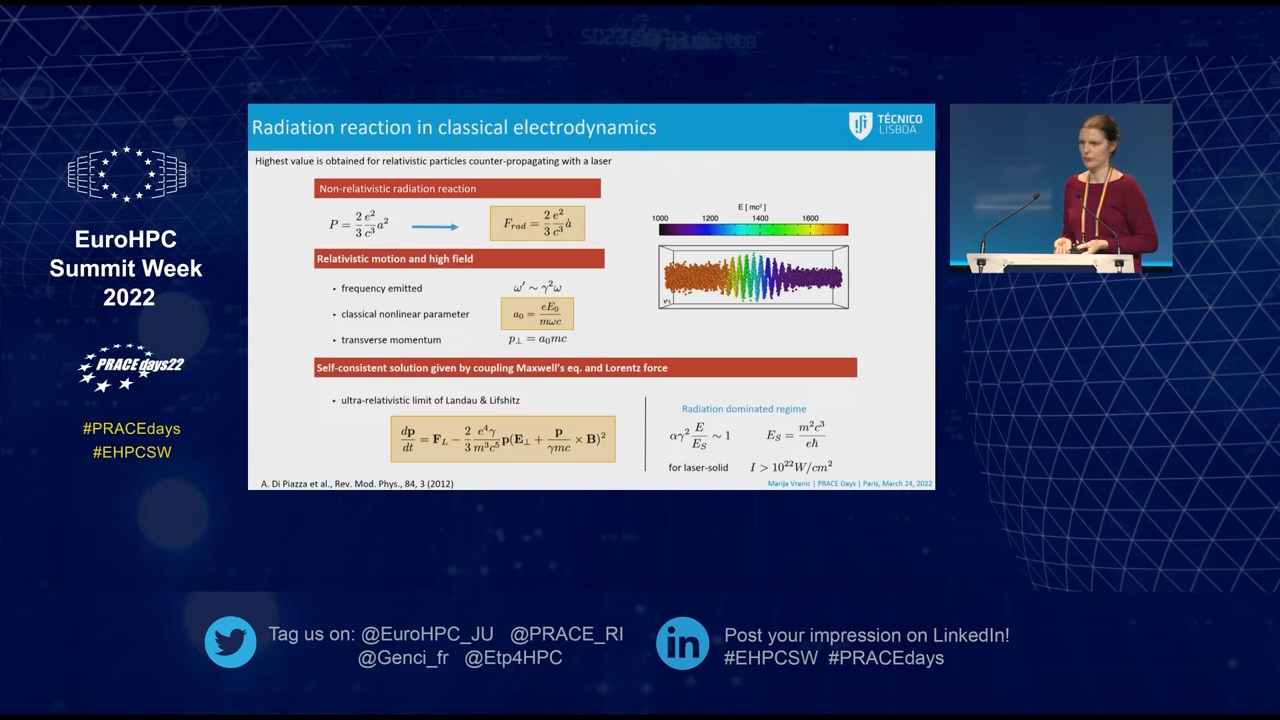 EuroHPC
Summit Week
2022
PRACEdays22
#PRACEdays
#EHPCSW
Radiation reaction in classical electrodynamics
TÉCNICO
LISBOA
Highest value is obtained for relativistic particles counter-propagating with a laser
Non-relativistic radiation reaction
P = 2/3 e²/c³ a²
F_rad = 2/3 e²/c³ ȧ
Relativistic motion and high field
‣ frequency emitted ω′ ∼ γ²ω
‣ classical nonlinear parameter a₀ = eE₀/mωc
‣ transverse momentum p⊥ = a₀mc
E [ mc² ]
1000 1200 1400 1600
Self-consistent solution given by coupling Maxwell's eq. and Lorentz force
‣ ultra-relativistic limit of Landau & Lifshitz
dp/dt = F_L − 2/3 e⁴γ/m³c⁵ p(E⊥ + p/γmc × B)²
Radiation dominated regime
αγ² E/E_S ∼ 1 E_S = m²c³/eħ
for laser-solid I > 10²²W/cm²
A. Di Piazza et al., Rev. Mod. Phys., 84, 3 (2012)
Marija Vranic | PRACE Days | Paris, March 24, 2022
Tag us on: @EuroHPC_JU @PRACE_RI
@Genci_fr @Etp4HPC
in
Post your impression on LinkedIn!
#EHPCSW #PRACEdays